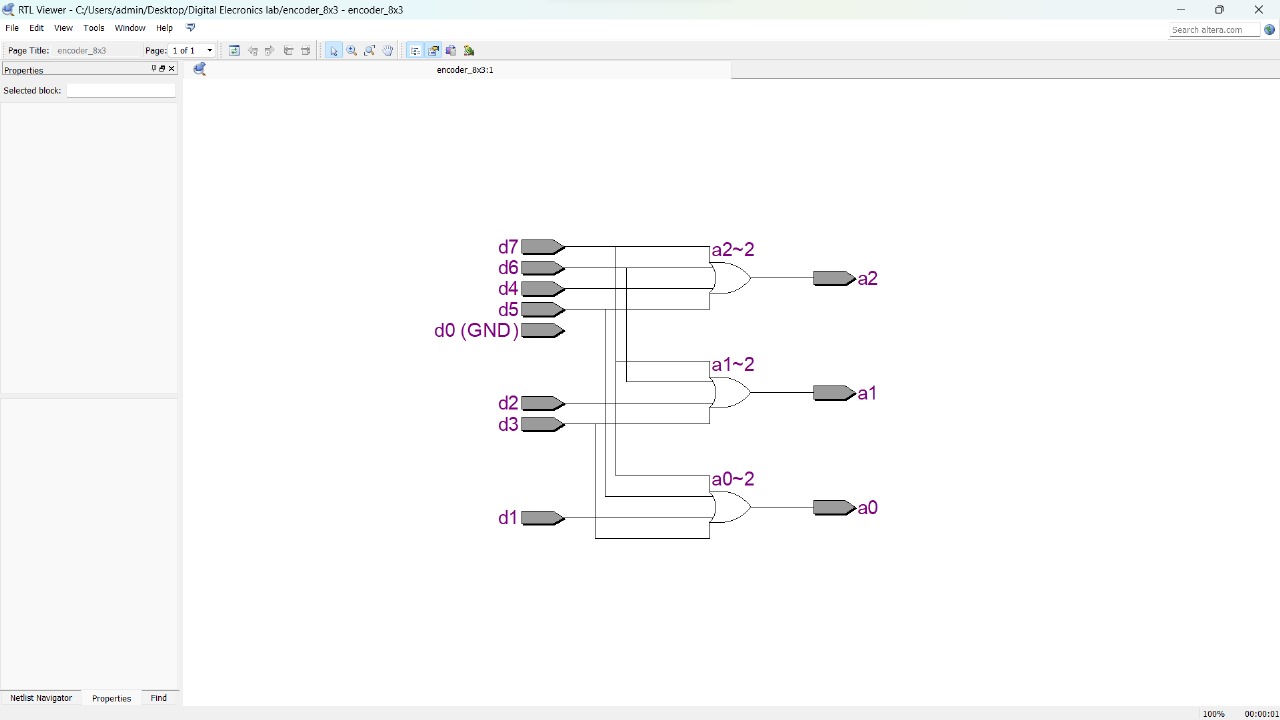 RTL Viewer - C:/Users/admin/Desktop/Digital Elecronics lab/encoder_8x3 - encoder_8x3
File Edit View Tools Window Help
Search altera.com
Page Title: encoder_8x3 Page: 1 of 1
Properties
encoder_8x3:1
Selected block:
d7
a2~2
d6
a2
d4
d5
d0 (GND)
a1~2
a1
d2
d3
a0~2
a0
d1
Netlist Navigator Properties Find
100% 00:00:01